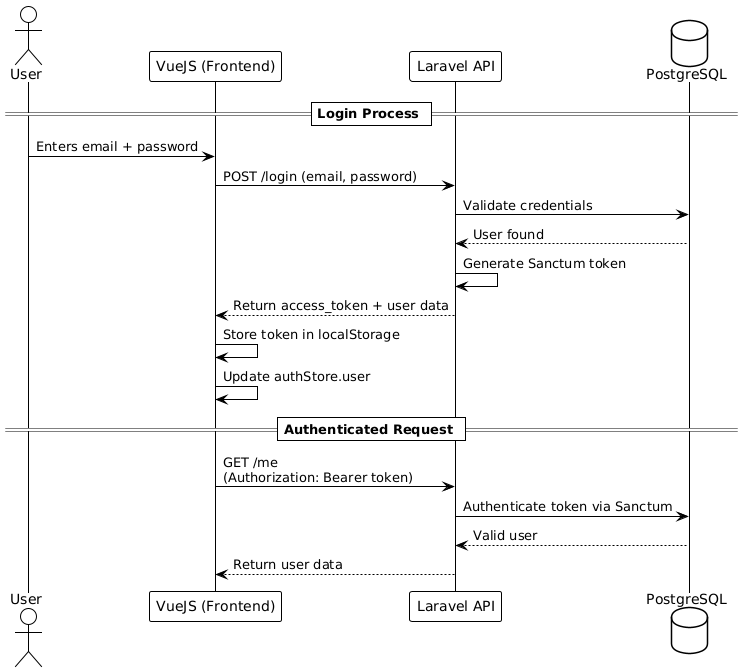 User
VueJS (Frontend)
Laravel API
PostgreSQL
Login Process
Enters email + password
POST /login (email, password)
Validate credentials
User found
Generate Sanctum token
Return access_token + user data
Store token in localStorage
Update authStore.user
Authenticated Request
GET /me
(Authorization: Bearer token)
Authenticate token via Sanctum
Valid user
Return user data
User
VueJS (Frontend)
Laravel API
PostgreSQL